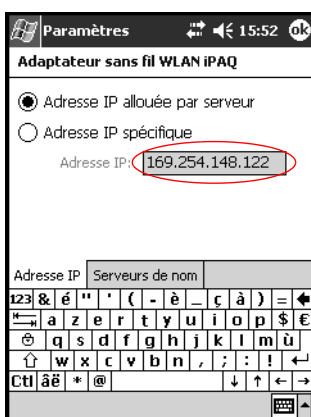 Paramètres 15:52 ok
Adaptateur sans fil WLAN iPAQ
Adresse IP allouée par serveur
Adresse IP spécifique
Adresse IP: 169.254.148.122
Adresse IP Serveurs de nom
123 & é " ' ( - è _ ç à ) =
a z e r t y u i o p $ €
q s d f g h j k l m ù
w x c v b n , ; : !
Ctl âë * @